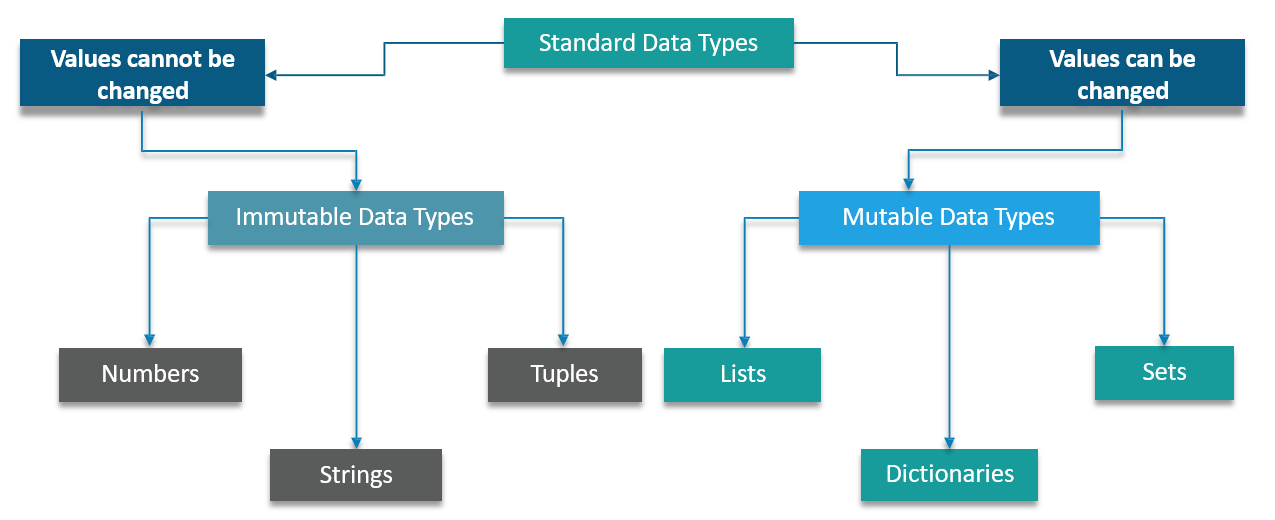 Standard Data Types
Values cannot be
changed
Values can be
changed
Immutable Data Types
Mutable Data Types
Numbers
Tuples
Lists
Sets
Strings
Dictionaries